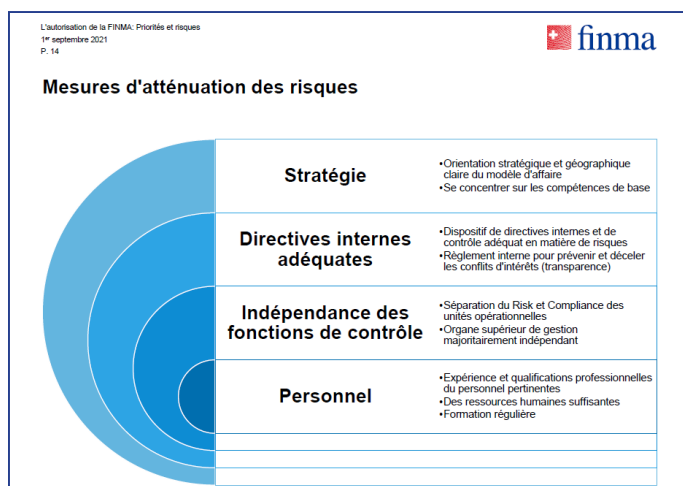 L'autorisation de la FINMA: Priorités et risques
1er septembre 2021
P. 14
finma
Mesures d'atténuation des risques
Stratégie
•Orientation stratégique et géographique
claire du modèle d'affaire
•Se concentrer sur les compétences de base
Directives internes
adéquates
•Dispositif de directives internes et de
contrôle adéquat en matière de risques
•Règlement interne pour prévenir et déceler
les conflits d'intérêts (transparence)
Indépendance des
fonctions de contrôle
•Séparation du Risk et Compliance des
unités opérationnelles
•Organe supérieur de gestion
majoritairement indépendant
Personnel
•Expérience et qualifications professionnelles
du personnel pertinentes
•Des ressources humaines suffisantes
•Formation régulière